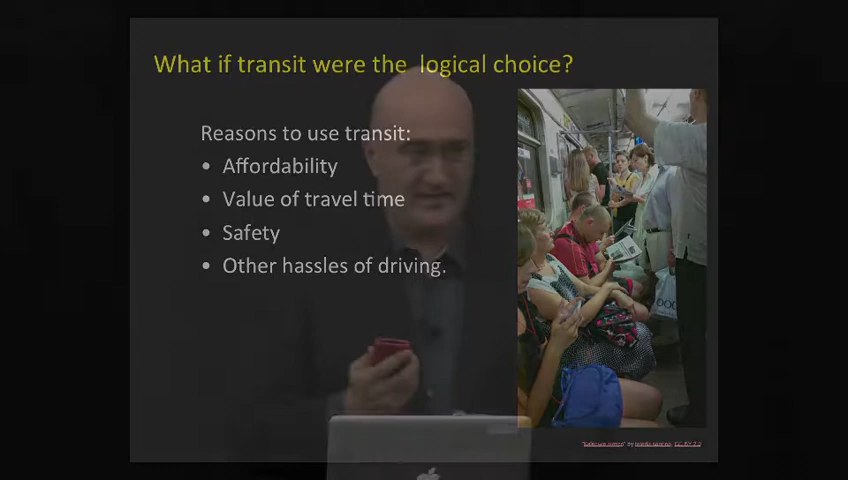 What if transit were the logical choice?
Reasons to use transit:
• Affordability
• Value of travel time
• Safety
• Other hassles of driving.